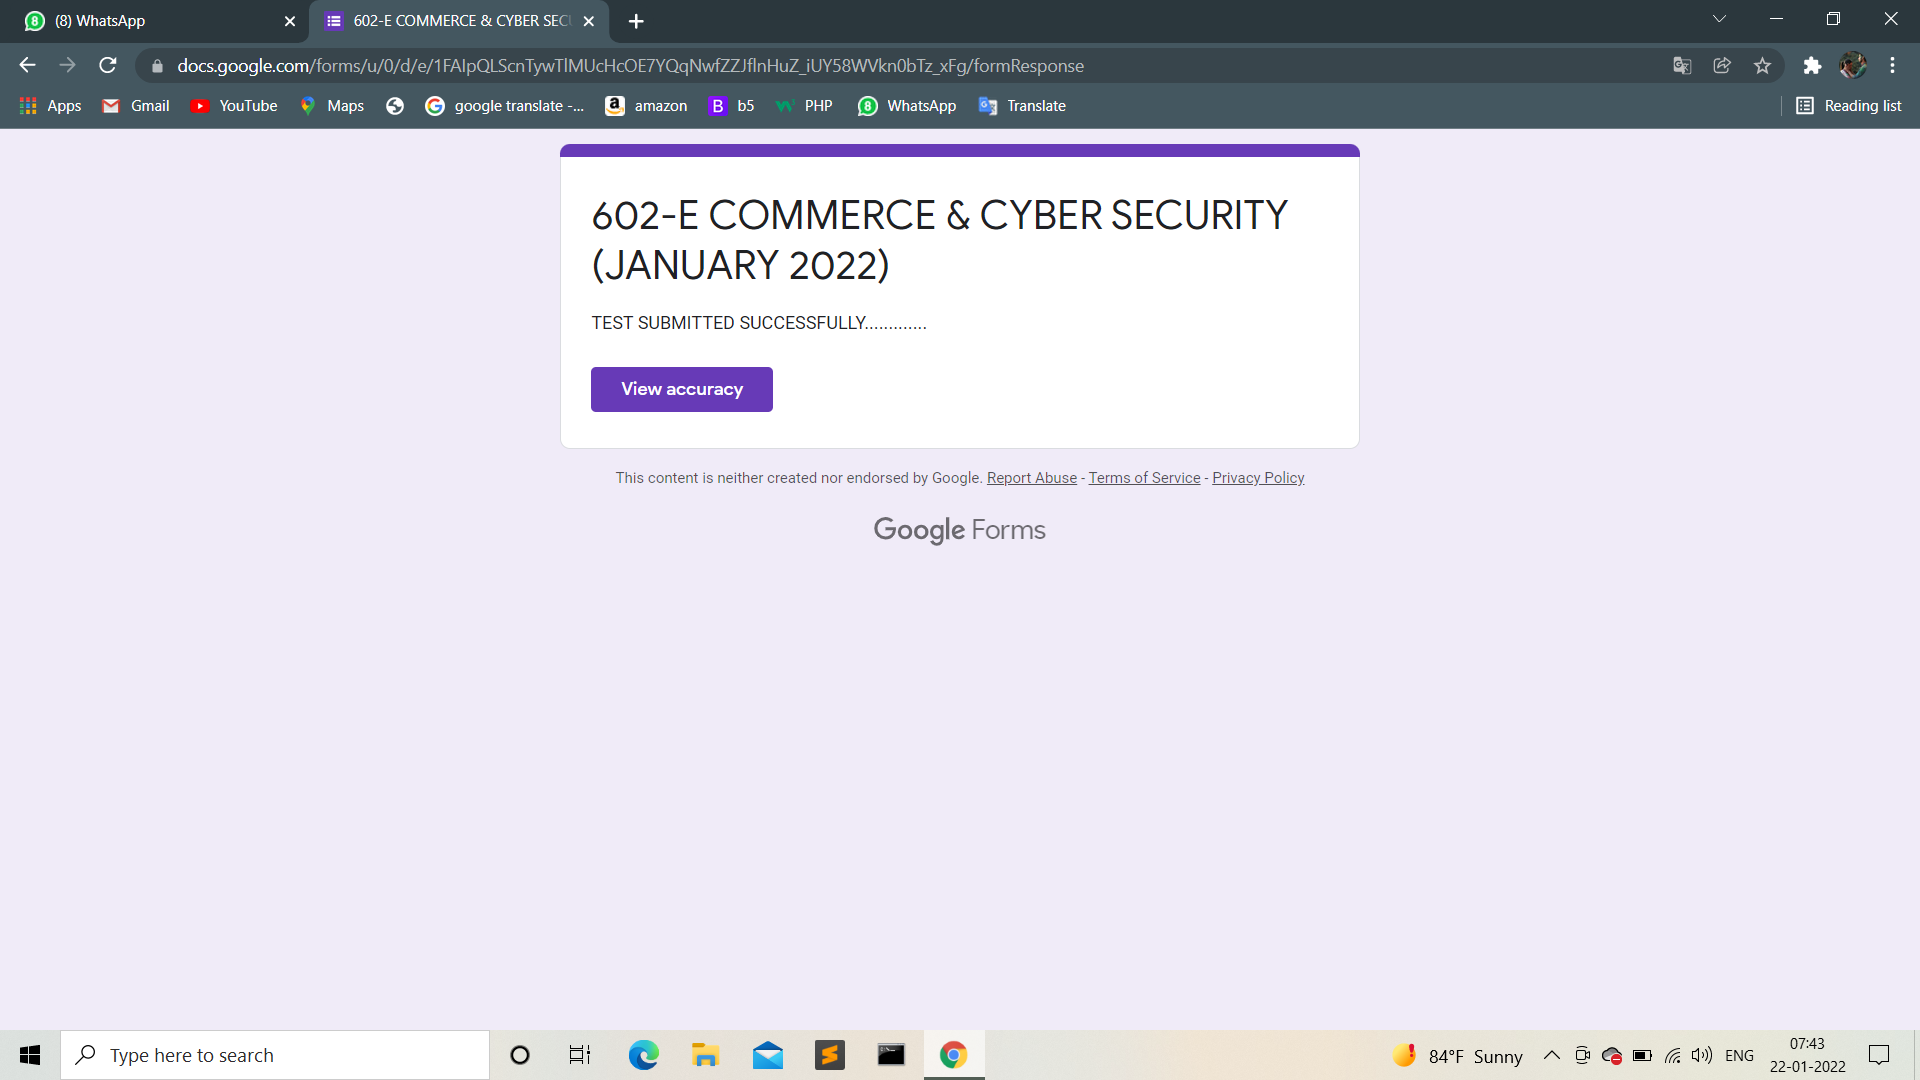 (8) WhatsApp
602-E COMMERCE & CYBER SEC
docs.google.com/forms/u/0/d/e/1FAIpQLScnTywTlMUcHcOE7YQqNwfZZJflnHuZ_iUY58WVkn0bTz_xFg/formResponse
Apps Gmail YouTube Maps google translate -... amazon b5 PHP WhatsApp Translate Reading list
602-E COMMERCE & CYBER SECURITY
(JANUARY 2022)
TEST SUBMITTED SUCCESSFULLY.............
View accuracy
This content is neither created nor endorsed by Google. Report Abuse - Terms of Service - Privacy Policy
Google Forms
Type here to search
84°F Sunny
ENG
07:43
22-01-2022